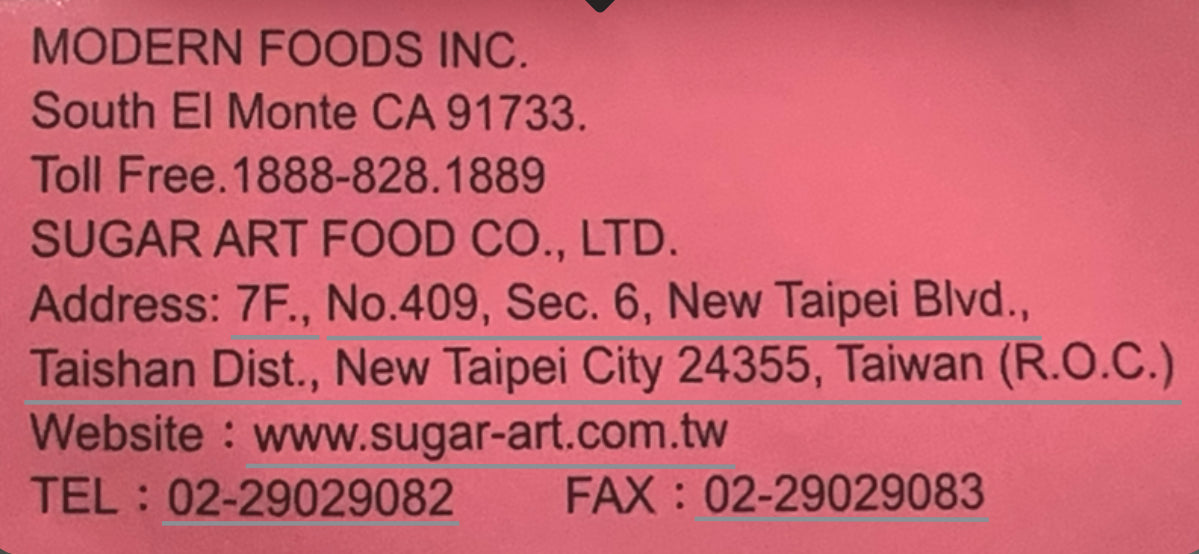 MODERN FOODS INC.
South El Monte CA 91733.
Toll Free.1888-828.1889
SUGAR ART FOOD CO., LTD.
Address: 7F., No.409, Sec. 6, New Taipei Blvd.,
Taishan Dist., New Taipei City 24355, Taiwan (R.O.C.)
Website：www.sugar-art.com.tw
TEL：02-29029082 FAX：02-29029083